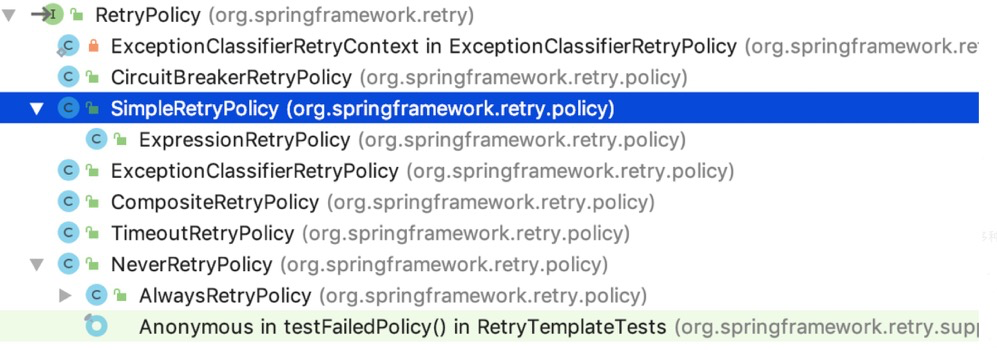 RetryPolicy (org.springframework.retry)
ExceptionClassifierRetryContext in ExceptionClassifierRetryPolicy (org.springframework.re
CircuitBreakerRetryPolicy (org.springframework.retry.policy)
SimpleRetryPolicy (org.springframework.retry.policy)
ExpressionRetryPolicy (org.springframework.retry.policy)
ExceptionClassifierRetryPolicy (org.springframework.retry.policy)
CompositeRetryPolicy (org.springframework.retry.policy)
TimeoutRetryPolicy (org.springframework.retry.policy)
NeverRetryPolicy (org.springframework.retry.policy)
AlwaysRetryPolicy (org.springframework.retry.policy)
Anonymous in testFailedPolicy() in RetryTemplateTests (org.springframework.retry.supp